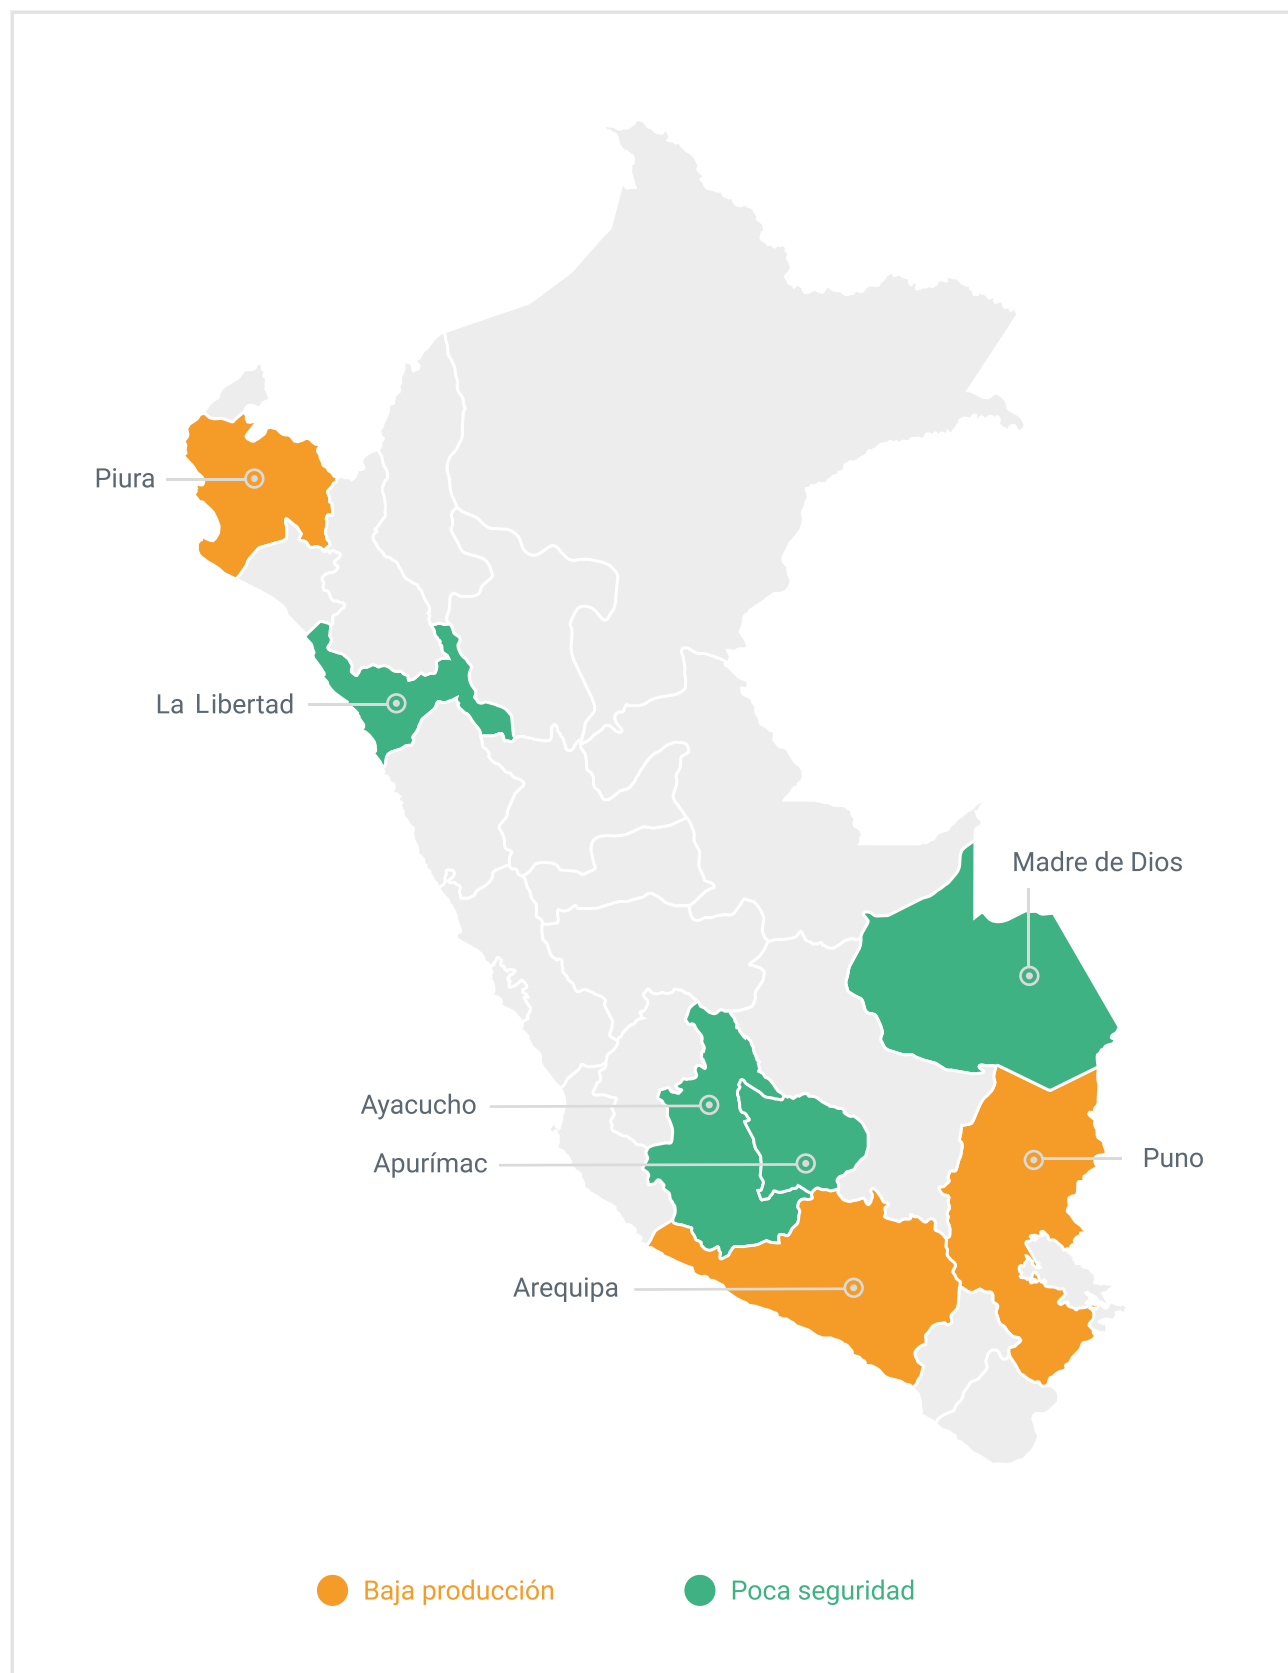 Piura
La Libertad
Madre de Dios
Ayacucho
Apurímac
Puno
Arequipa
Baja producción
Poca seguridad